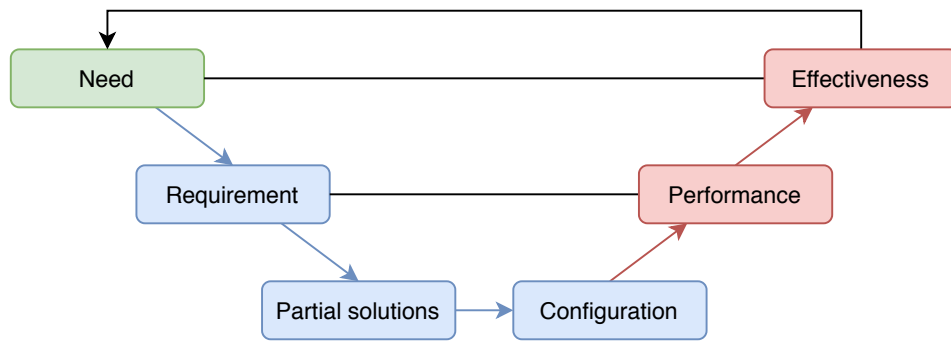 Need
Effectiveness
Requirement
Performance
Partial solutions
Configuration